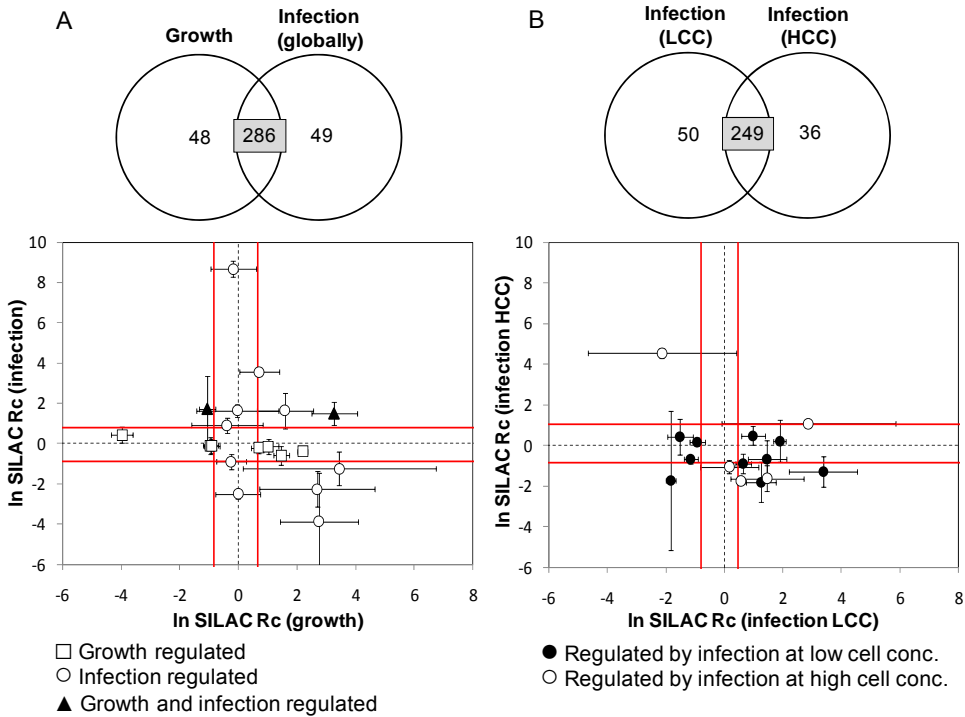 A
Growth
Infection
(globally)
48
286
49
B
Infection
(LCC)
Infection
(HCC)
50
249
36
ln SILAC Rc (infection)
10
8
6
4
2
0
-2
-4
-6
-6
-4
-2
0
2
4
6
8
ln SILAC Rc (growth)
ln SILAC Rc (infection HCC)
10
8
6
4
2
0
-2
-4
-6
-6
-4
-2
0
2
4
6
8
ln SILAC Rc (infection LCC)
Growth regulated
Infection regulated
Growth and infection regulated
Regulated by infection at low cell conc.
Regulated by infection at high cell conc.